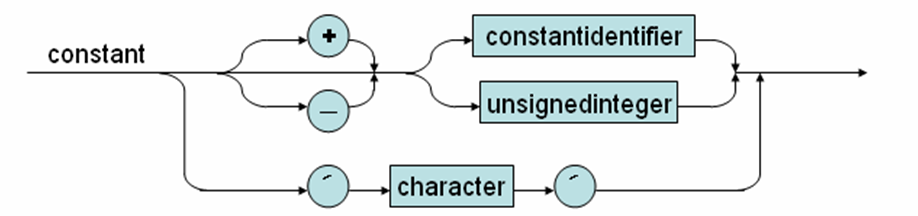 constant
+
constantidentifier
—
unsignedinteger
´
character
´